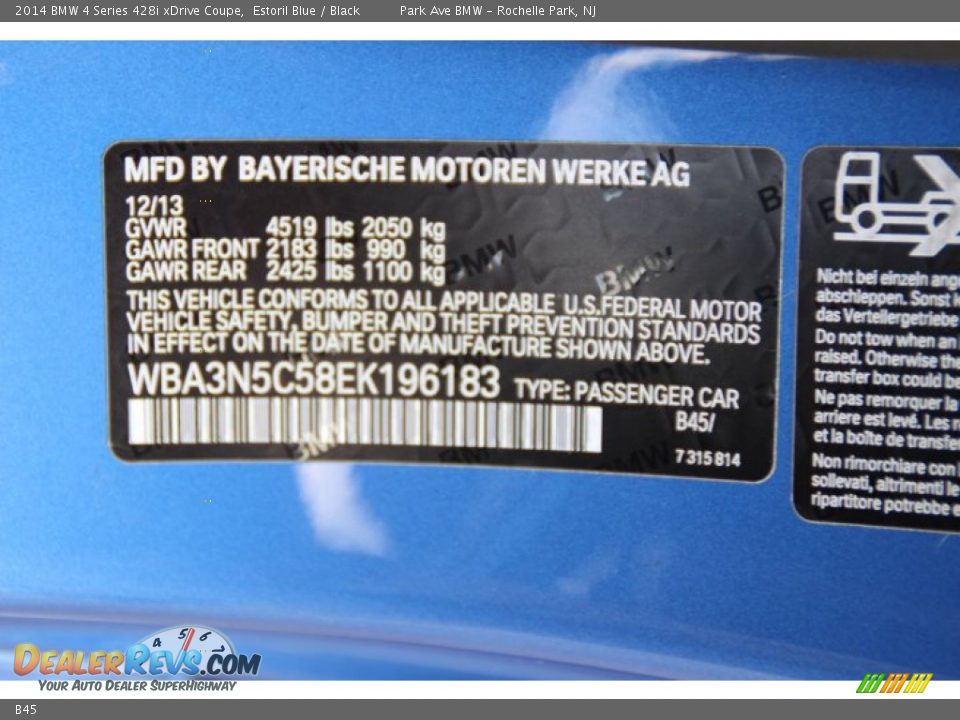 2014 BMW 4 Series 428i xDrive Coupe, Estoril Blue / Black Park Ave BMW - Rochelle Park, NJ
MFD BY BAYERISCHE MOTOREN WERKE AG
12/13
GVWR 4519 lbs 2050 kg
GAWR FRONT 2183 lbs 990 kg
GAWR REAR 2425 lbs 1100 kg
THIS VEHICLE CONFORMS TO ALL APPLICABLE U.S.FEDERAL MOTOR
VEHICLE SAFETY, BUMPER AND THEFT PREVENTION STANDARDS
IN EFFECT ON THE DATE OF MANUFACTURE SHOWN ABOVE.
WBA3N5C58EK196183 TYPE: PASSENGER CAR
B45/
7 315 814
Nicht bei einzeln
abschleppen. Sonst
das Verteilergetriebe
Do not tow when an
raised. Otherwise the
transfer box could be
Ne pas remorquer la
arriere est levé. Les
et la boîte de
Non rimorchiare con
sollevati, altrimenti le
ripartitore potrebbe
4 5 6
DEALERREVS.COM
YOUR AUTO DEALER SUPERHIGHWAY
B45